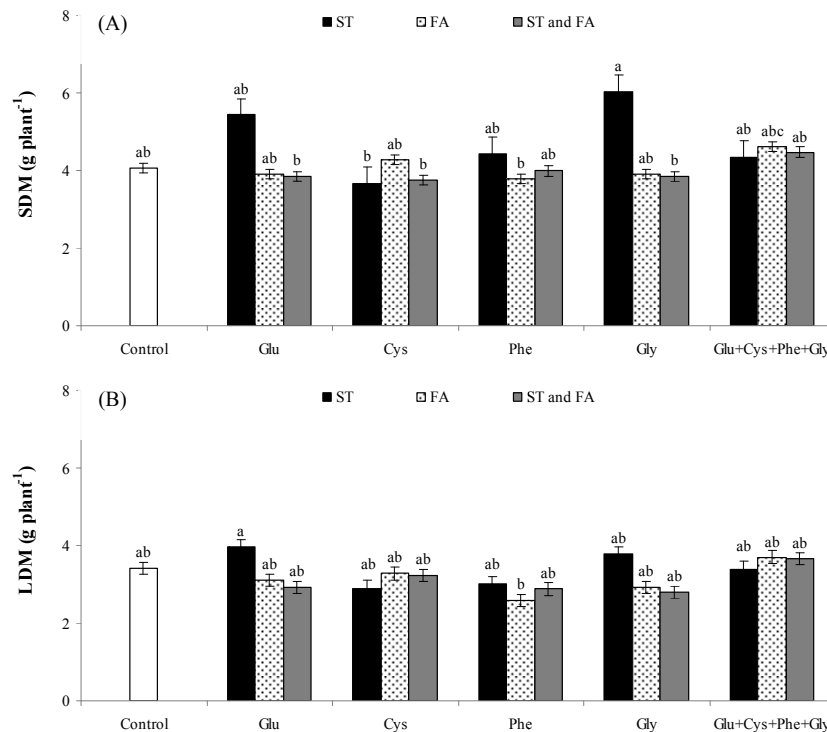 (A)
ST FA ST and FA
SDM (g plant-1)
8
6
4
2
0
ab
ab ab b
b ab b
ab b ab
a ab b
ab abc ab
Control Glu Cys Phe Gly Glu+Cys+Phe+Gly
(B)
ST FA ST and FA
LDM (g plant-1)
8
6
4
2
0
ab
a ab ab
ab ab ab
ab b ab
ab ab ab
ab ab ab
Control Glu Cys Phe Gly Glu+Cys+Phe+Gly